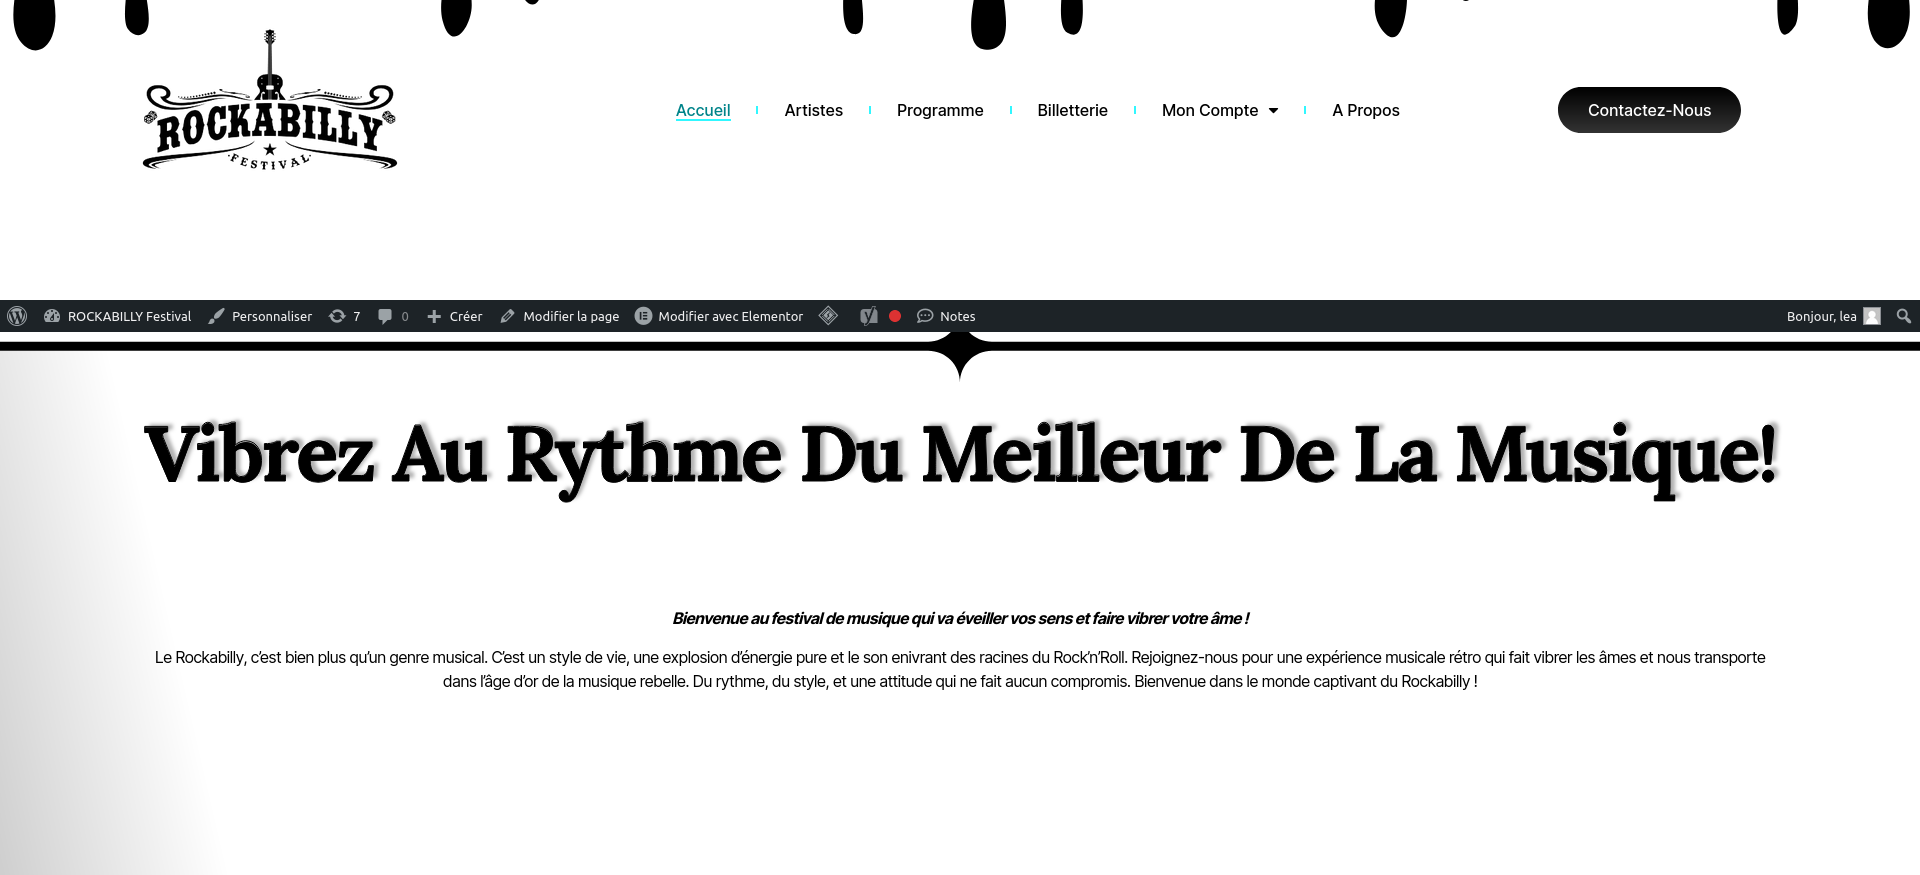 ROCKABILLY
FESTIVAL
Accueil
Artistes
Programme
Billetterie
Mon Compte
A Propos
Contactez-Nous
ROCKABILLY Festival
Personnaliser
7
0
Créer
Modifier la page
Modifier avec Elementor
Notes
Bonjour, lea
Vibrez Au Rythme Du Meilleur De La Musique!
Bienvenue au festival de musique qui va éveiller vos sens et faire vibrer votre âme !
Le Rockabilly, c’est bien plus qu’un genre musical. C’est un style de vie, une explosion d’énergie pure et le son enivrant des racines du Rock’n’Roll. Rejoignez-nous pour une expérience musicale rétro qui fait vibrer les âmes et nous transporte
dans l’âge d’or de la musique rebelle. Du rythme, du style, et une attitude qui ne fait aucun compromis. Bienvenue dans le monde captivant du Rockabilly !